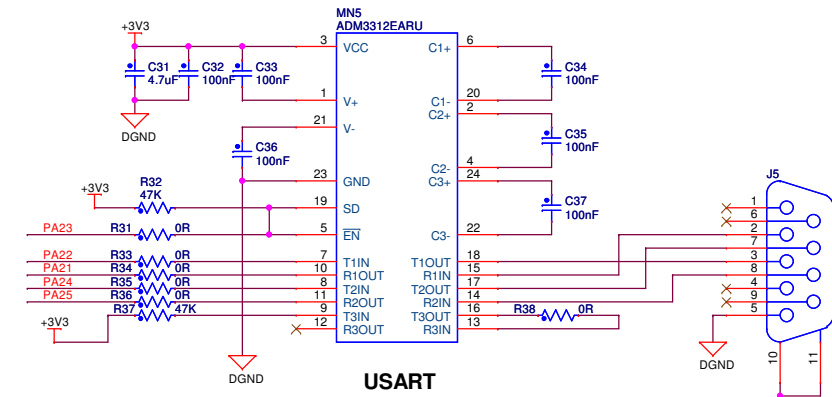 MN5
ADM3312EARU
+3V3
C31
4.7uF
C32
100nF
C33
100nF
DGND
3 VCC
1 V+
21 V-
C36
100nF
23 GND
19 SD
5 EN
7 T1IN
10 R1OUT
8 T2IN
11 R2OUT
9 T3IN
12 R3OUT
C1+ 6
C1- 20
C2+ 2
C2- 4
C3+ 24
C3- 22
T1OUT 18
R1IN 15
T2OUT 17
R2IN 14
T3OUT 16
R3IN 13
C34
100nF
C35
100nF
C37
100nF
+3V3
R32
47K
PA23 R31 0R
PA22 R33 0R
PA21 R34 0R
PA24 R35 0R
PA25 R36 0R
R37 47K
+3V3
DGND
R38 0R
J5
1
6
2
7
3
8
4
9
5
10
11
DGND
USART